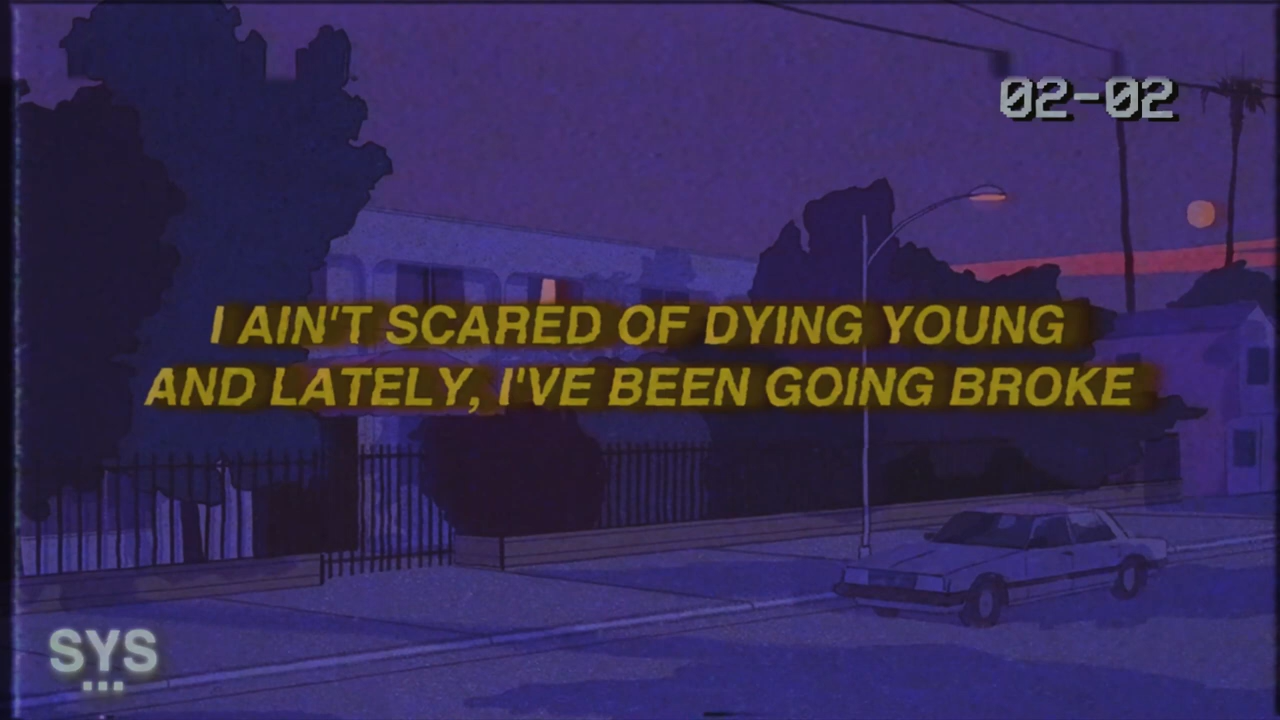 02-02
I AIN'T SCARED OF DYING YOUNG
AND LATELY, I'VE BEEN GOING BROKE
SYS